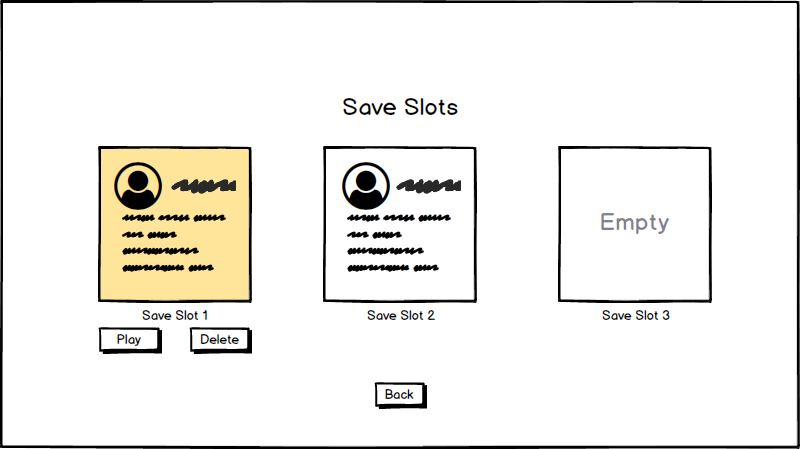 Save Slots
Empty
Save Slot 1
Save Slot 2
Save Slot 3
Play
Delete
Back